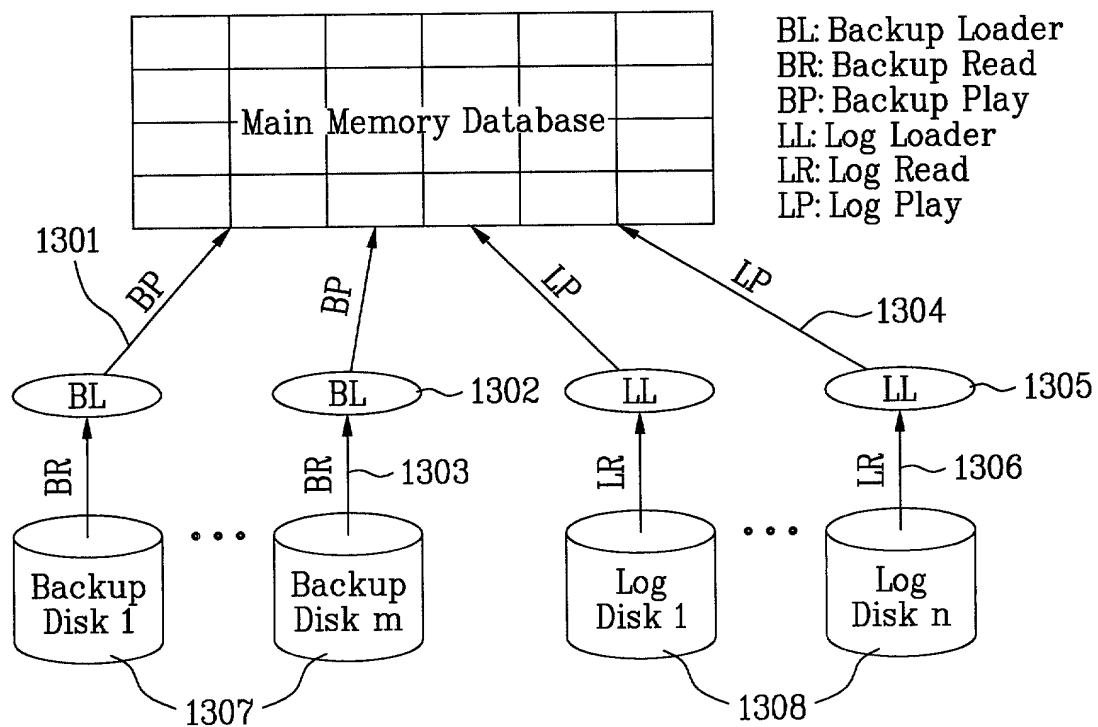 BL: Backup Loader
BR: Backup Read
BP: Backup Play
LL: Log Loader
LR: Log Read
LP: Log Play
Main Memory Database
1301
BP
BP
LP
LP
1304
BL
BL
1302
LL
LL
1305
BR
BR
1303
LR
LR
1306
Backup
Disk 1
Backup
Disk m
Log
Disk 1
Log
Disk n
1307
1308